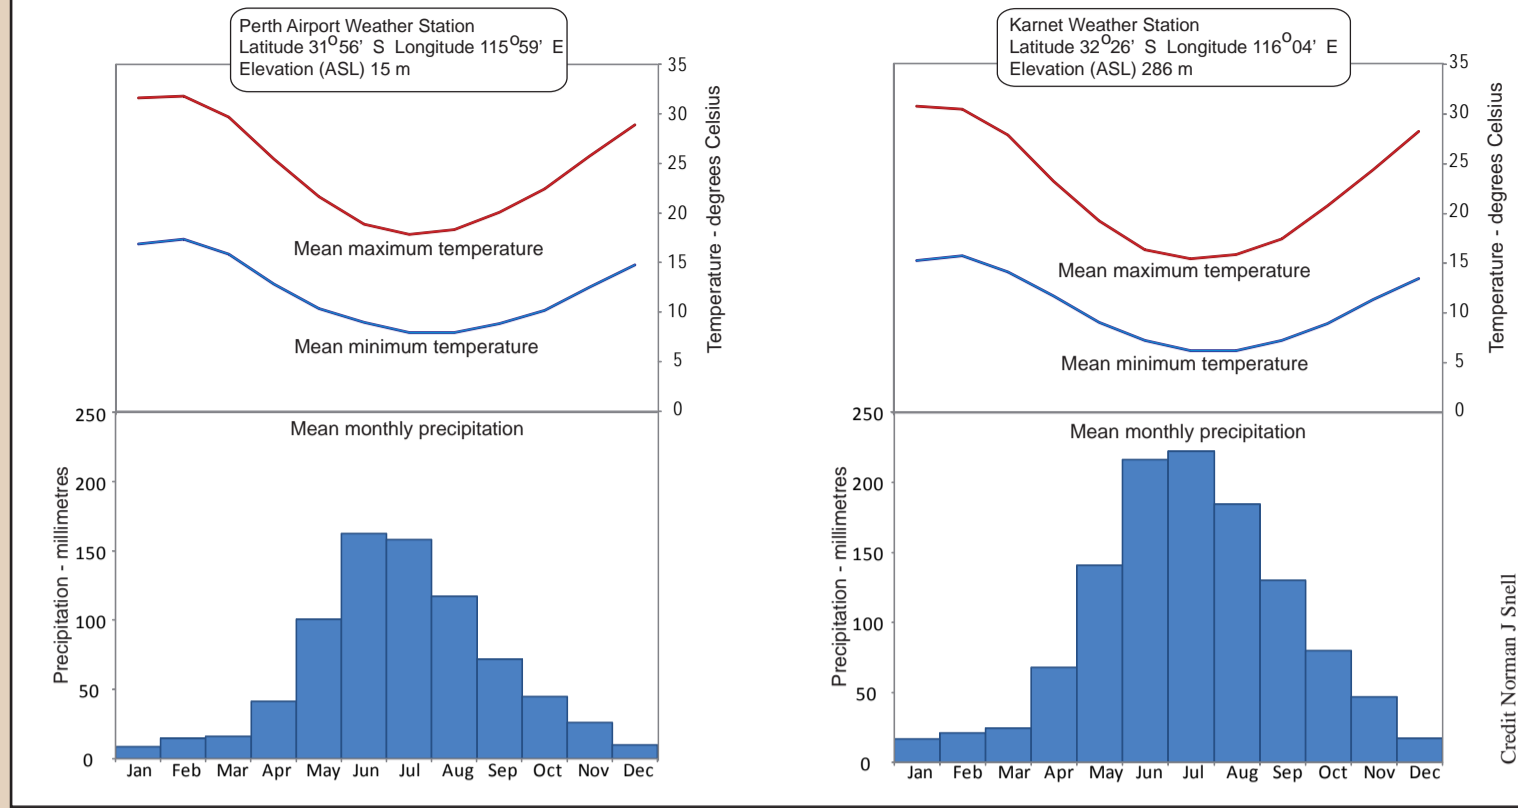 Perth Airport Weather Station
Latitude 31°56’ S Longitude 115°59’ E
Elevation (ASL) 15 m
35
30
25
20
15
10
5
0
Temperature - degrees Celsius
Mean maximum temperature
Mean minimum temperature
Mean monthly precipitation
250
200
150
100
50
0
Precipitation - millimetres
Jan Feb Mar Apr May Jun Jul Aug Sep Oct Nov Dec
Karnet Weather Station
Latitude 32°26’ S Longitude 116°04’ E
Elevation (ASL) 286 m
35
30
25
20
15
10
5
0
Temperature - degrees Celsius
Mean maximum temperature
Mean minimum temperature
Mean monthly precipitation
250
200
150
100
50
0
Precipitation - millimetres
Jan Feb Mar Apr May Jun Jul Aug Sep Oct Nov Dec
Credit Norman J Snell